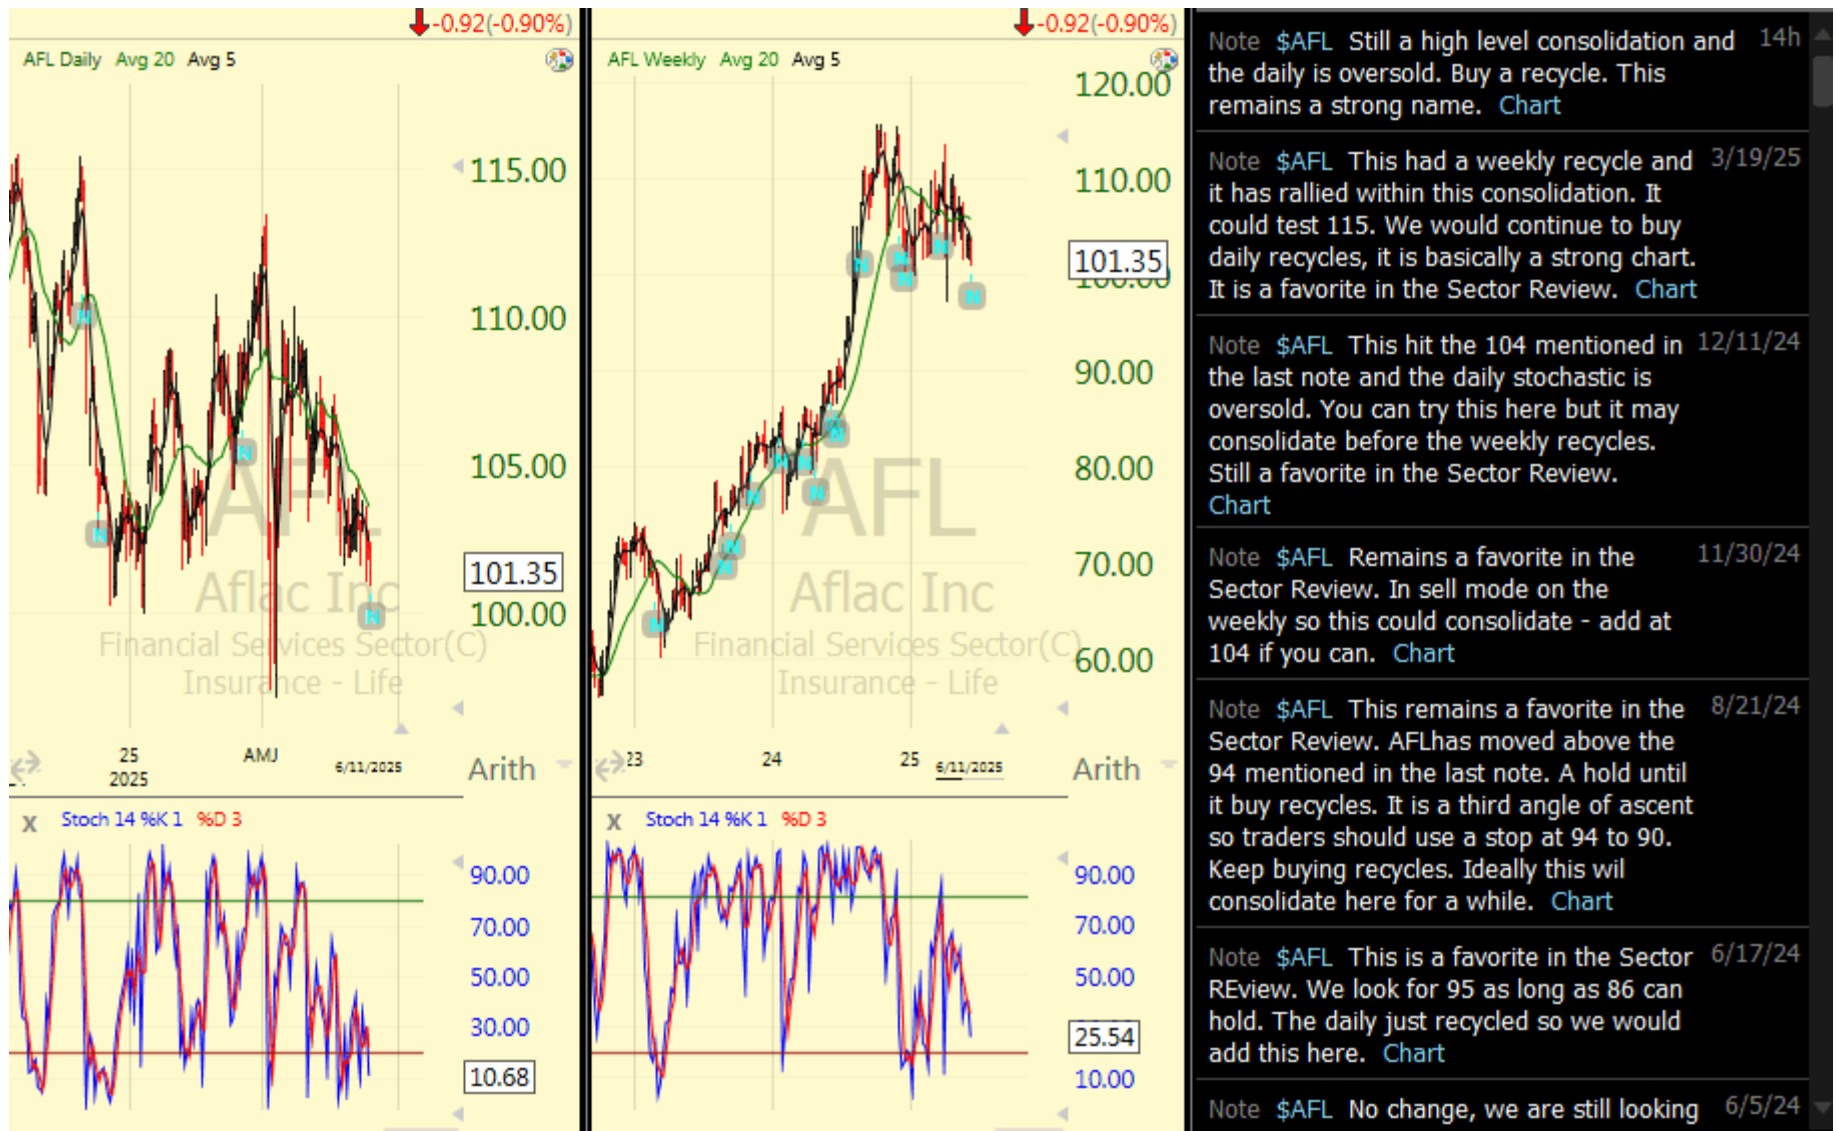 -0.92(-0.90%)
AFL Daily Avg 20 Avg 5
115.00
110.00
105.00
101.35
100.00
AFL
Aflac Inc
Financial Services Sector(C)
Insurance - Life
25
2025
AMJ
6/11/2025
Arith
X Stoch 14 %K 1 %D 3
90.00
70.00
50.00
30.00
10.68
-0.92(-0.90%)
AFL Weekly Avg 20 Avg 5
120.00
110.00
101.35
100.00
90.00
80.00
70.00
60.00
AFL
Aflac Inc
Financial Services Sector(C)
Insurance - Life
23
24
25
6/11/2025
Arith
X Stoch 14 %K 1 %D 3
90.00
70.00
50.00
25.54
10.00
Note $AFL Still a high level consolidation and 14h
the daily is oversold. Buy a recycle. This
remains a strong name. Chart
Note $AFL This had a weekly recycle and 3/19/25
it has rallied within this consolidation. It
could test 115. We would continue to buy
daily recycles, it is basically a strong chart.
It is a favorite in the Sector Review. Chart
Note $AFL This hit the 104 mentioned in 12/11/24
the last note and the daily stochastic is
oversold. You can try this here but it may
consolidate before the weekly recycles.
Still a favorite in the Sector Review.
Chart
Note $AFL Remains a favorite in the 11/30/24
Sector Review. In sell mode on the
weekly so this could consolidate - add at
104 if you can. Chart
Note $AFL This remains a favorite in the 8/21/24
Sector Review. AFLhas moved above the
94 mentioned in the last note. A hold until
it buy recycles. It is a third angle of ascent
so traders should use a stop at 94 to 90.
Keep buying recycles. Ideally this wil
consolidate here for a while. Chart
Note $AFL This is a favorite in the Sector 6/17/24
REview. We look for 95 as long as 86 can
hold. The daily just recycled so we would
add this here. Chart
Note $AFL No change, we are still looking 6/5/24